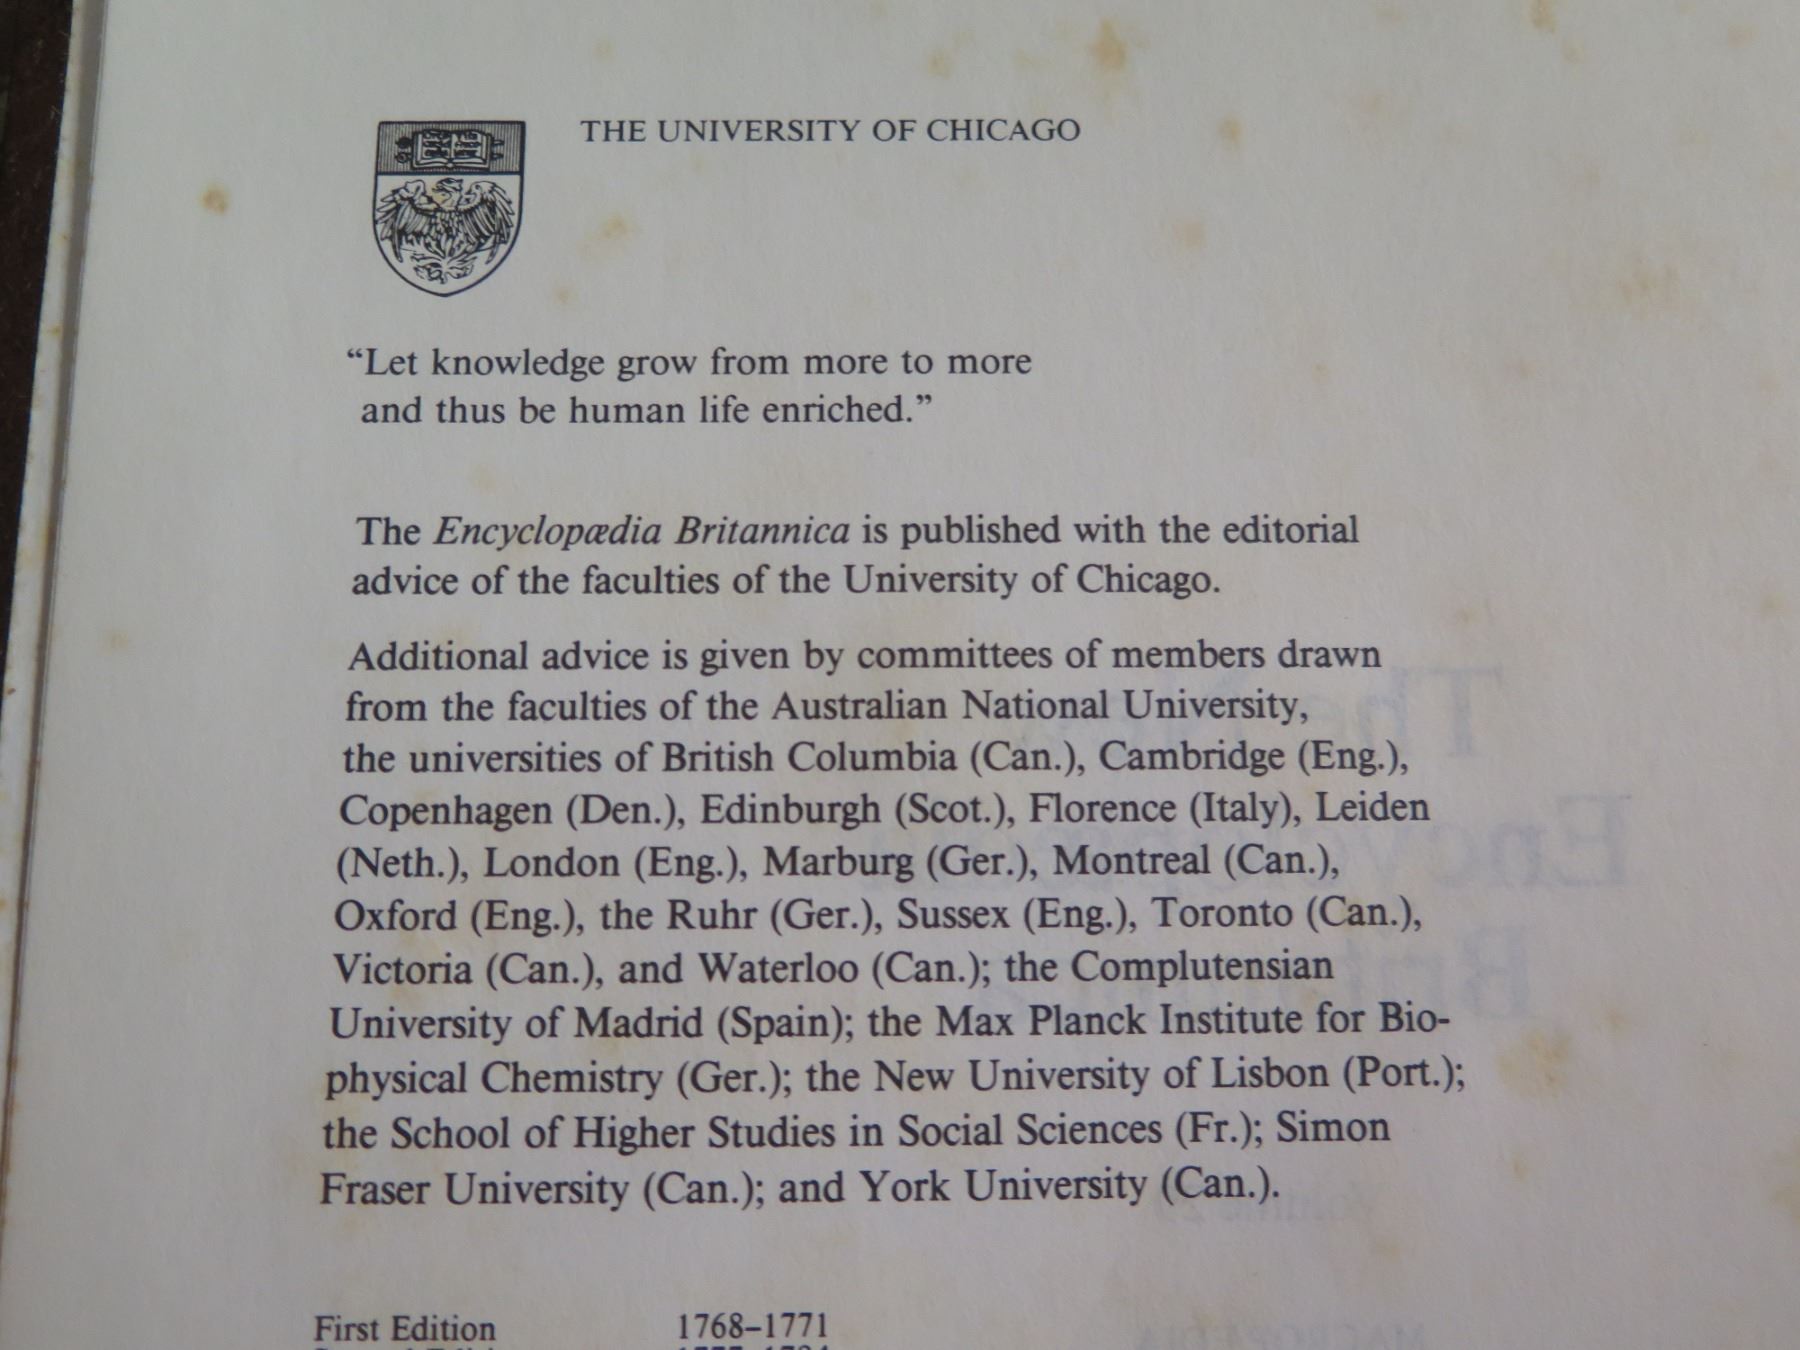 THE UNIVERSITY OF CHICAGO
“Let knowledge grow from more to more
and thus be human life enriched.”
The Encyclopædia Britannica is published with the editorial
advice of the faculties of the University of Chicago.
Additional advice is given by committees of members drawn
from the faculties of the Australian National University,
the universities of British Columbia (Can.), Cambridge (Eng.),
Copenhagen (Den.), Edinburgh (Scot.), Florence (Italy), Leiden
(Neth.), London (Eng.), Marburg (Ger.), Montreal (Can.),
Oxford (Eng.), the Ruhr (Ger.), Sussex (Eng.), Toronto (Can.),
Victoria (Can.), and Waterloo (Can.); the Complutensian
University of Madrid (Spain); the Max Planck Institute for Bio-
physical Chemistry (Ger.); the New University of Lisbon (Port.);
the School of Higher Studies in Social Sciences (Fr.); Simon
Fraser University (Can.); and York University (Can.).
First Edition 1768–1771